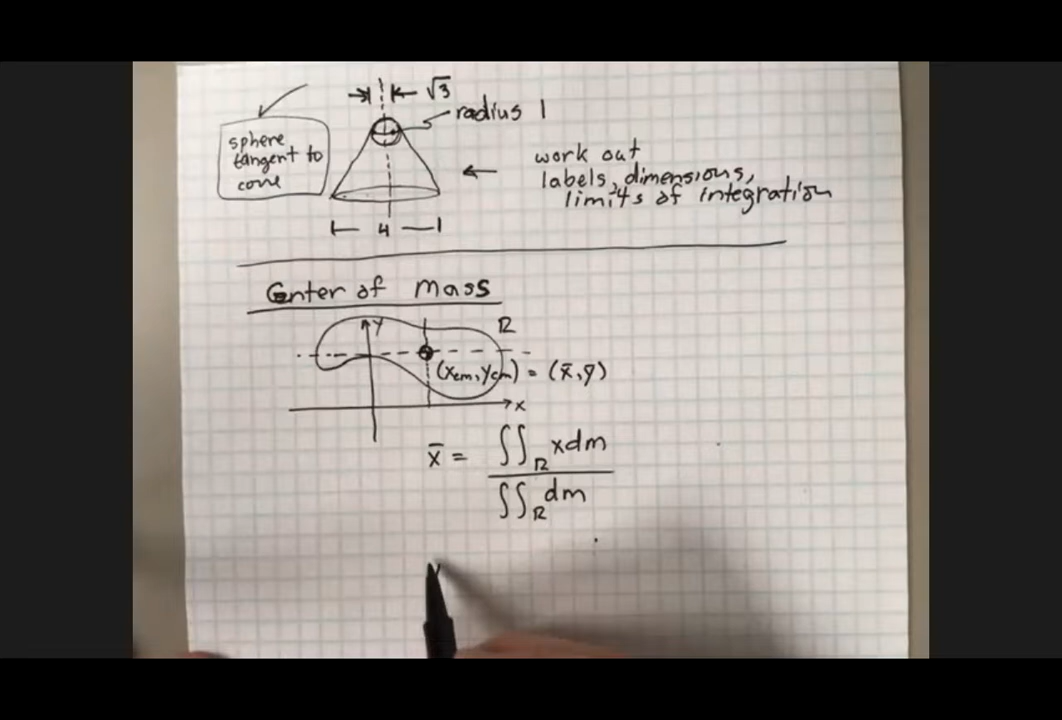 √3
radius 1
sphere
tangent to
cone
work out
labels, dimensions,
limits of integration
4
Center of Mass
y
R
(xcm, ycm) = (x̄, ȳ)
x
x̄ = ∫∫R x dm
∫∫R dm